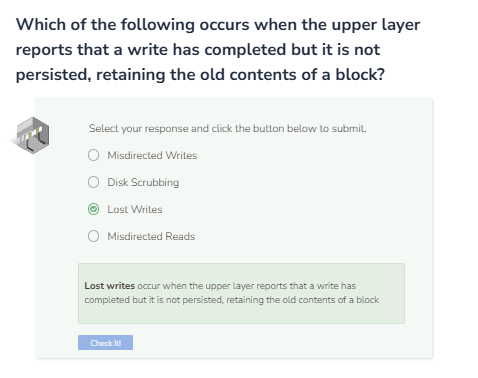 Which of the following occurs when the upper layer
reports that a write has completed but it is not
persisted, retaining the old contents of a block?
Select your response and click the button below to submit.
Misdirected Writes
Disk Scrubbing
Lost Writes
Misdirected Reads
Lost writes occur when the upper layer reports that a write has
completed but it is not persisted, retaining the old contents of a block
Check It!